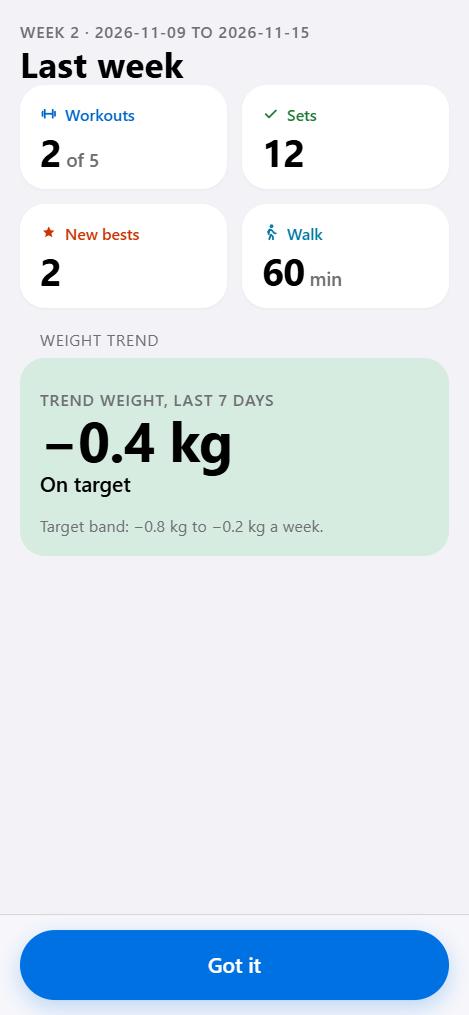 WEEK 2 · 2026-11-09 TO 2026-11-15
Last week
Workouts
2 of 5
Sets
12
New bests
2
Walk
60 min
WEIGHT TREND
TREND WEIGHT, LAST 7 DAYS
−0.4 kg
On target
Target band: −0.8 kg to −0.2 kg a week.
Got it